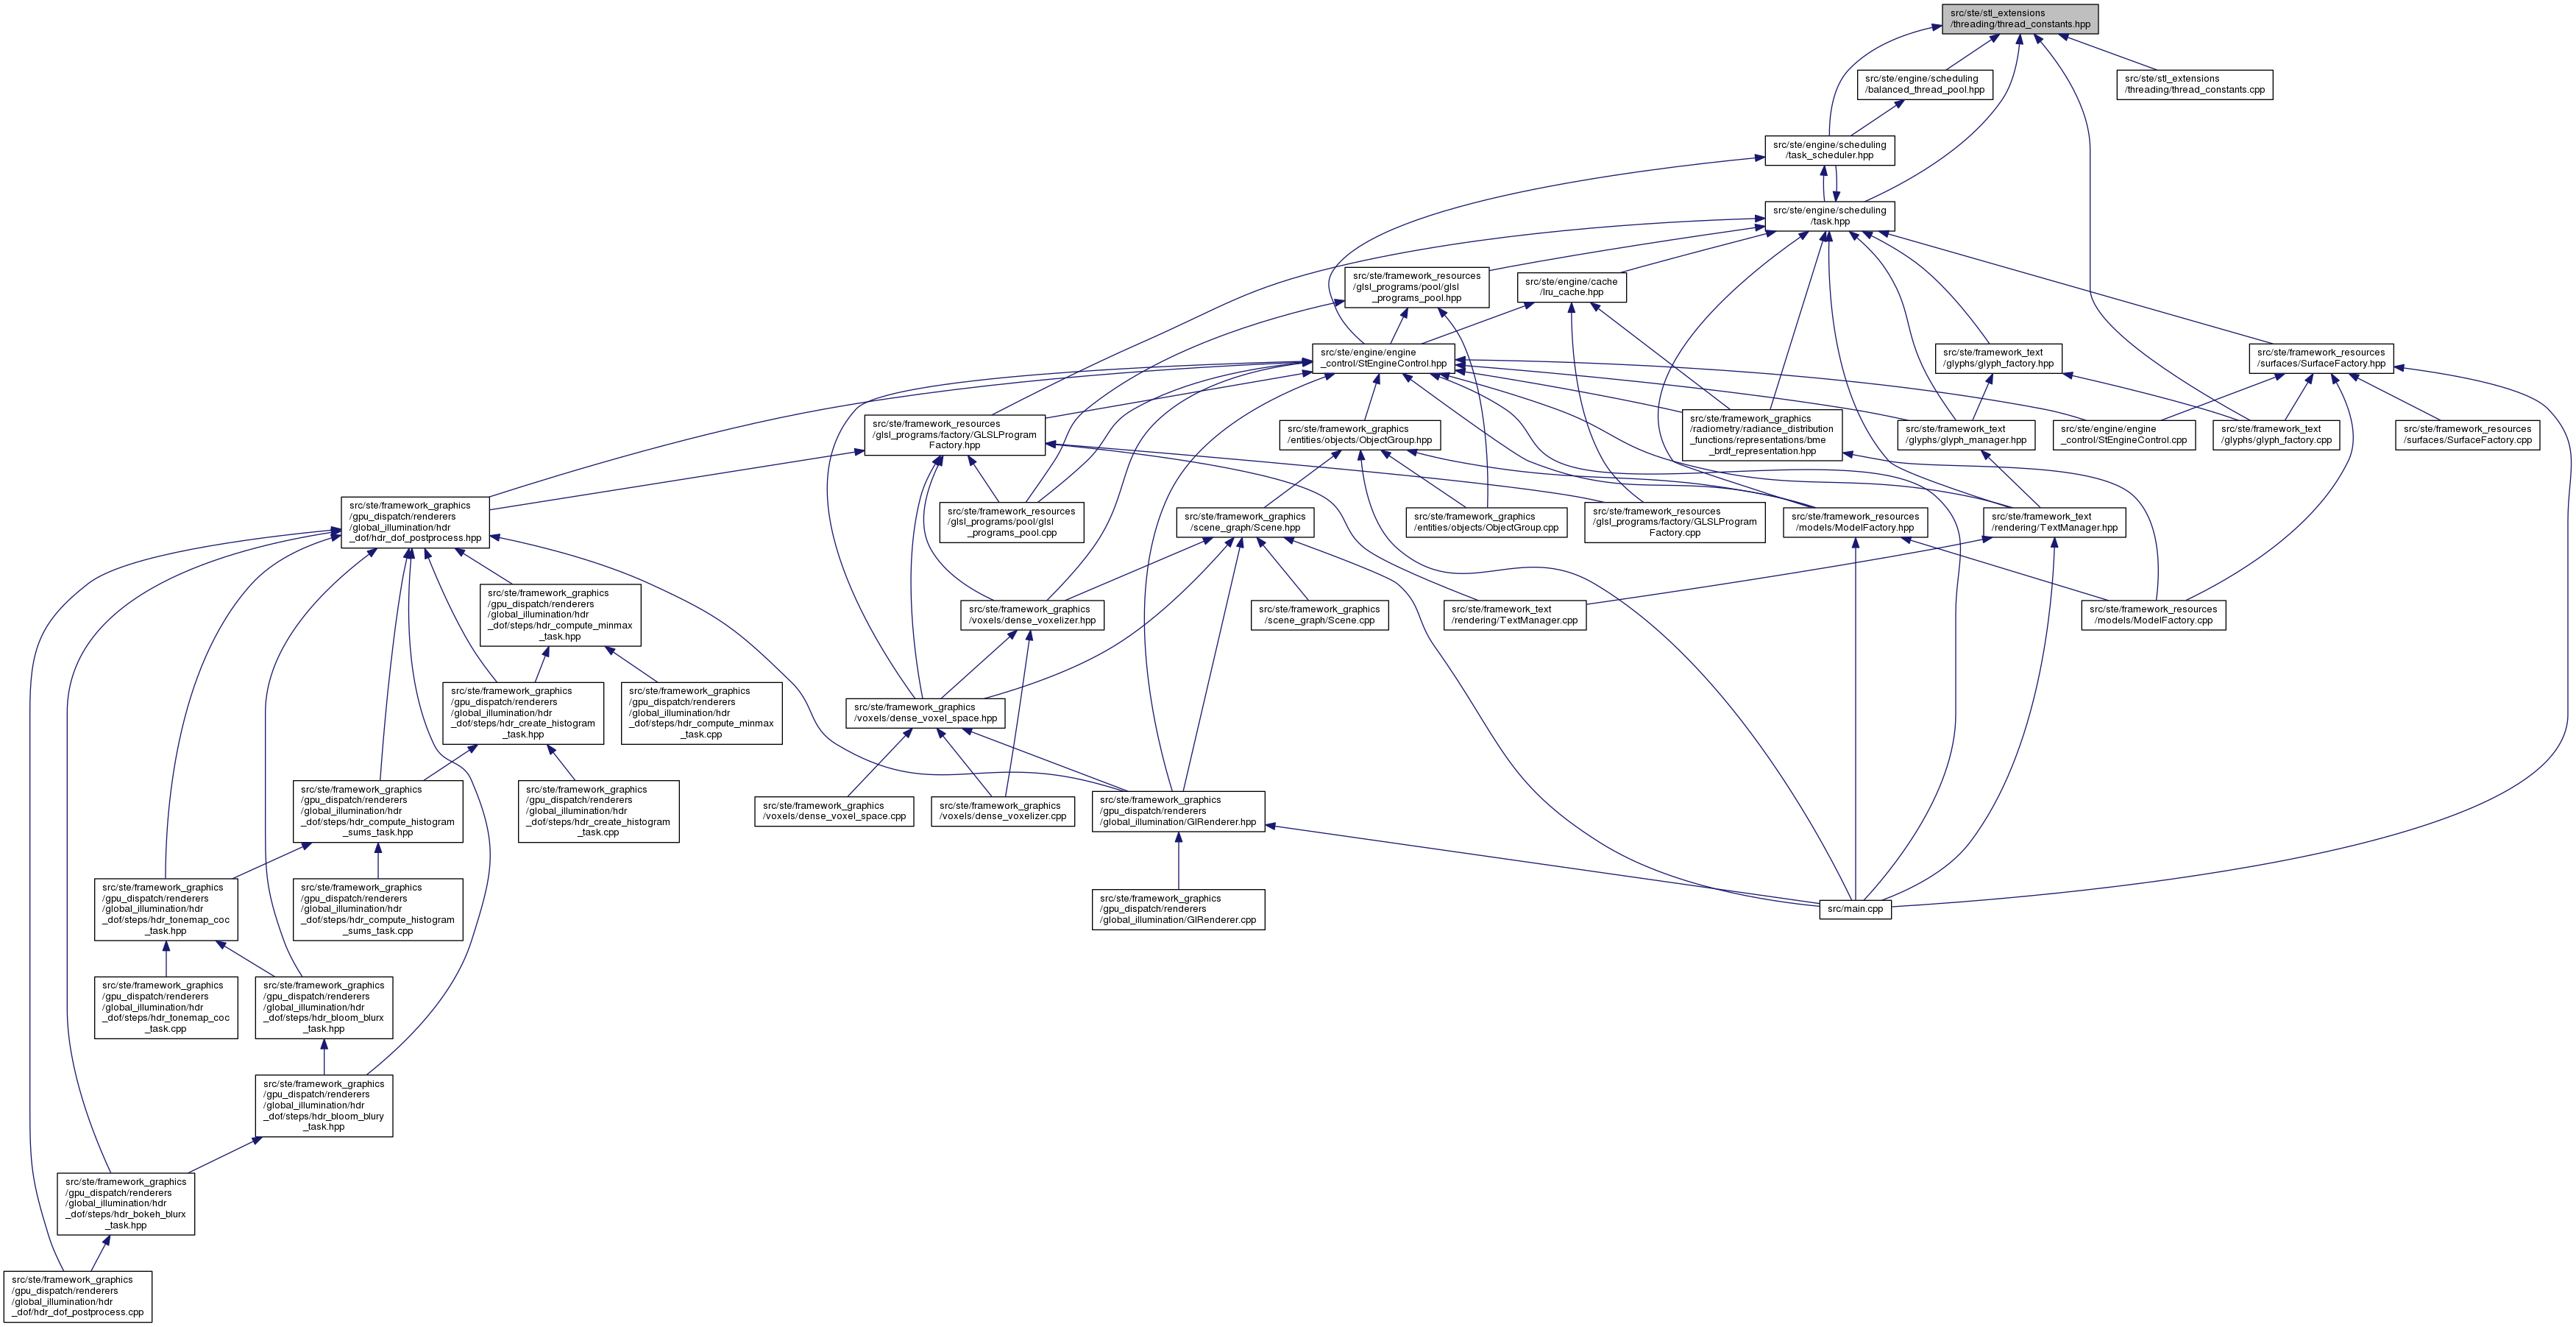 src/ste/stl_extensions
/threading/thread_constants.hpp
src/ste/engine/scheduling
/balanced_thread_pool.hpp
src/ste/stl_extensions
/threading/thread_constants.cpp
src/ste/engine/scheduling
/task_scheduler.hpp
src/ste/engine/scheduling
/task.hpp
src/ste/framework_resources
/glsl_programs/pool/glsl
_programs_pool.hpp
src/ste/engine/cache
/lru_cache.hpp
src/ste/engine/engine
_control/StEngineControl.hpp
src/ste/framework_text
/glyphs/glyph_factory.hpp
src/ste/framework_resources
/surfaces/SurfaceFactory.hpp
src/ste/framework_resources
/glsl_programs/factory/GLSLProgram
Factory.hpp
src/ste/framework_graphics
/entities/objects/ObjectGroup.hpp
src/ste/framework_graphics
/radiometry/radiance_distribution
_functions/representations/bme
_brdf_representation.hpp
src/ste/framework_text
/glyphs/glyph_manager.hpp
src/ste/engine/engine
_control/StEngineControl.cpp
src/ste/framework_text
/glyphs/glyph_factory.cpp
src/ste/framework_resources
/surfaces/SurfaceFactory.cpp
src/ste/framework_graphics
/gpu_dispatch/renderers
/global_illumination/hdr
_dof/hdr_dof_postprocess.hpp
src/ste/framework_resources
/glsl_programs/pool/glsl
_programs_pool.cpp
src/ste/framework_graphics
/scene_graph/Scene.hpp
src/ste/framework_graphics
/entities/objects/ObjectGroup.cpp
src/ste/framework_resources
/glsl_programs/factory/GLSLProgram
Factory.cpp
src/ste/framework_resources
/models/ModelFactory.hpp
src/ste/framework_text
/rendering/TextManager.hpp
src/ste/framework_graphics
/gpu_dispatch/renderers
/global_illumination/hdr
_dof/steps/hdr_compute_minmax
_task.hpp
src/ste/framework_graphics
/voxels/dense_voxelizer.hpp
src/ste/framework_graphics
/scene_graph/Scene.cpp
src/ste/framework_text
/rendering/TextManager.cpp
src/ste/framework_resources
/models/ModelFactory.cpp
src/ste/framework_graphics
/gpu_dispatch/renderers
/global_illumination/hdr
_dof/steps/hdr_create_histogram
_task.hpp
src/ste/framework_graphics
/gpu_dispatch/renderers
/global_illumination/hdr
_dof/steps/hdr_compute_minmax
_task.cpp
src/ste/framework_graphics
/voxels/dense_voxel_space.hpp
src/ste/framework_graphics
/gpu_dispatch/renderers
/global_illumination/hdr
_dof/steps/hdr_compute_histogram
_sums_task.hpp
src/ste/framework_graphics
/gpu_dispatch/renderers
/global_illumination/hdr
_dof/steps/hdr_create_histogram
_task.cpp
src/ste/framework_graphics
/voxels/dense_voxel_space.cpp
src/ste/framework_graphics
/voxels/dense_voxelizer.cpp
src/ste/framework_graphics
/gpu_dispatch/renderers
/global_illumination/GIRenderer.hpp
src/ste/framework_graphics
/gpu_dispatch/renderers
/global_illumination/hdr
_dof/steps/hdr_tonemap_coc
_task.hpp
src/ste/framework_graphics
/gpu_dispatch/renderers
/global_illumination/hdr
_dof/steps/hdr_compute_histogram
_sums_task.cpp
src/ste/framework_graphics
/gpu_dispatch/renderers
/global_illumination/GIRenderer.cpp
src/main.cpp
src/ste/framework_graphics
/gpu_dispatch/renderers
/global_illumination/hdr
_dof/steps/hdr_tonemap_coc
_task.cpp
src/ste/framework_graphics
/gpu_dispatch/renderers
/global_illumination/hdr
_dof/steps/hdr_bloom_blurx
_task.hpp
src/ste/framework_graphics
/gpu_dispatch/renderers
/global_illumination/hdr
_dof/steps/hdr_bloom_blury
_task.hpp
src/ste/framework_graphics
/gpu_dispatch/renderers
/global_illumination/hdr
_dof/steps/hdr_bokeh_blurx
_task.hpp
src/ste/framework_graphics
/gpu_dispatch/renderers
/global_illumination/hdr
_dof/hdr_dof_postprocess.cpp